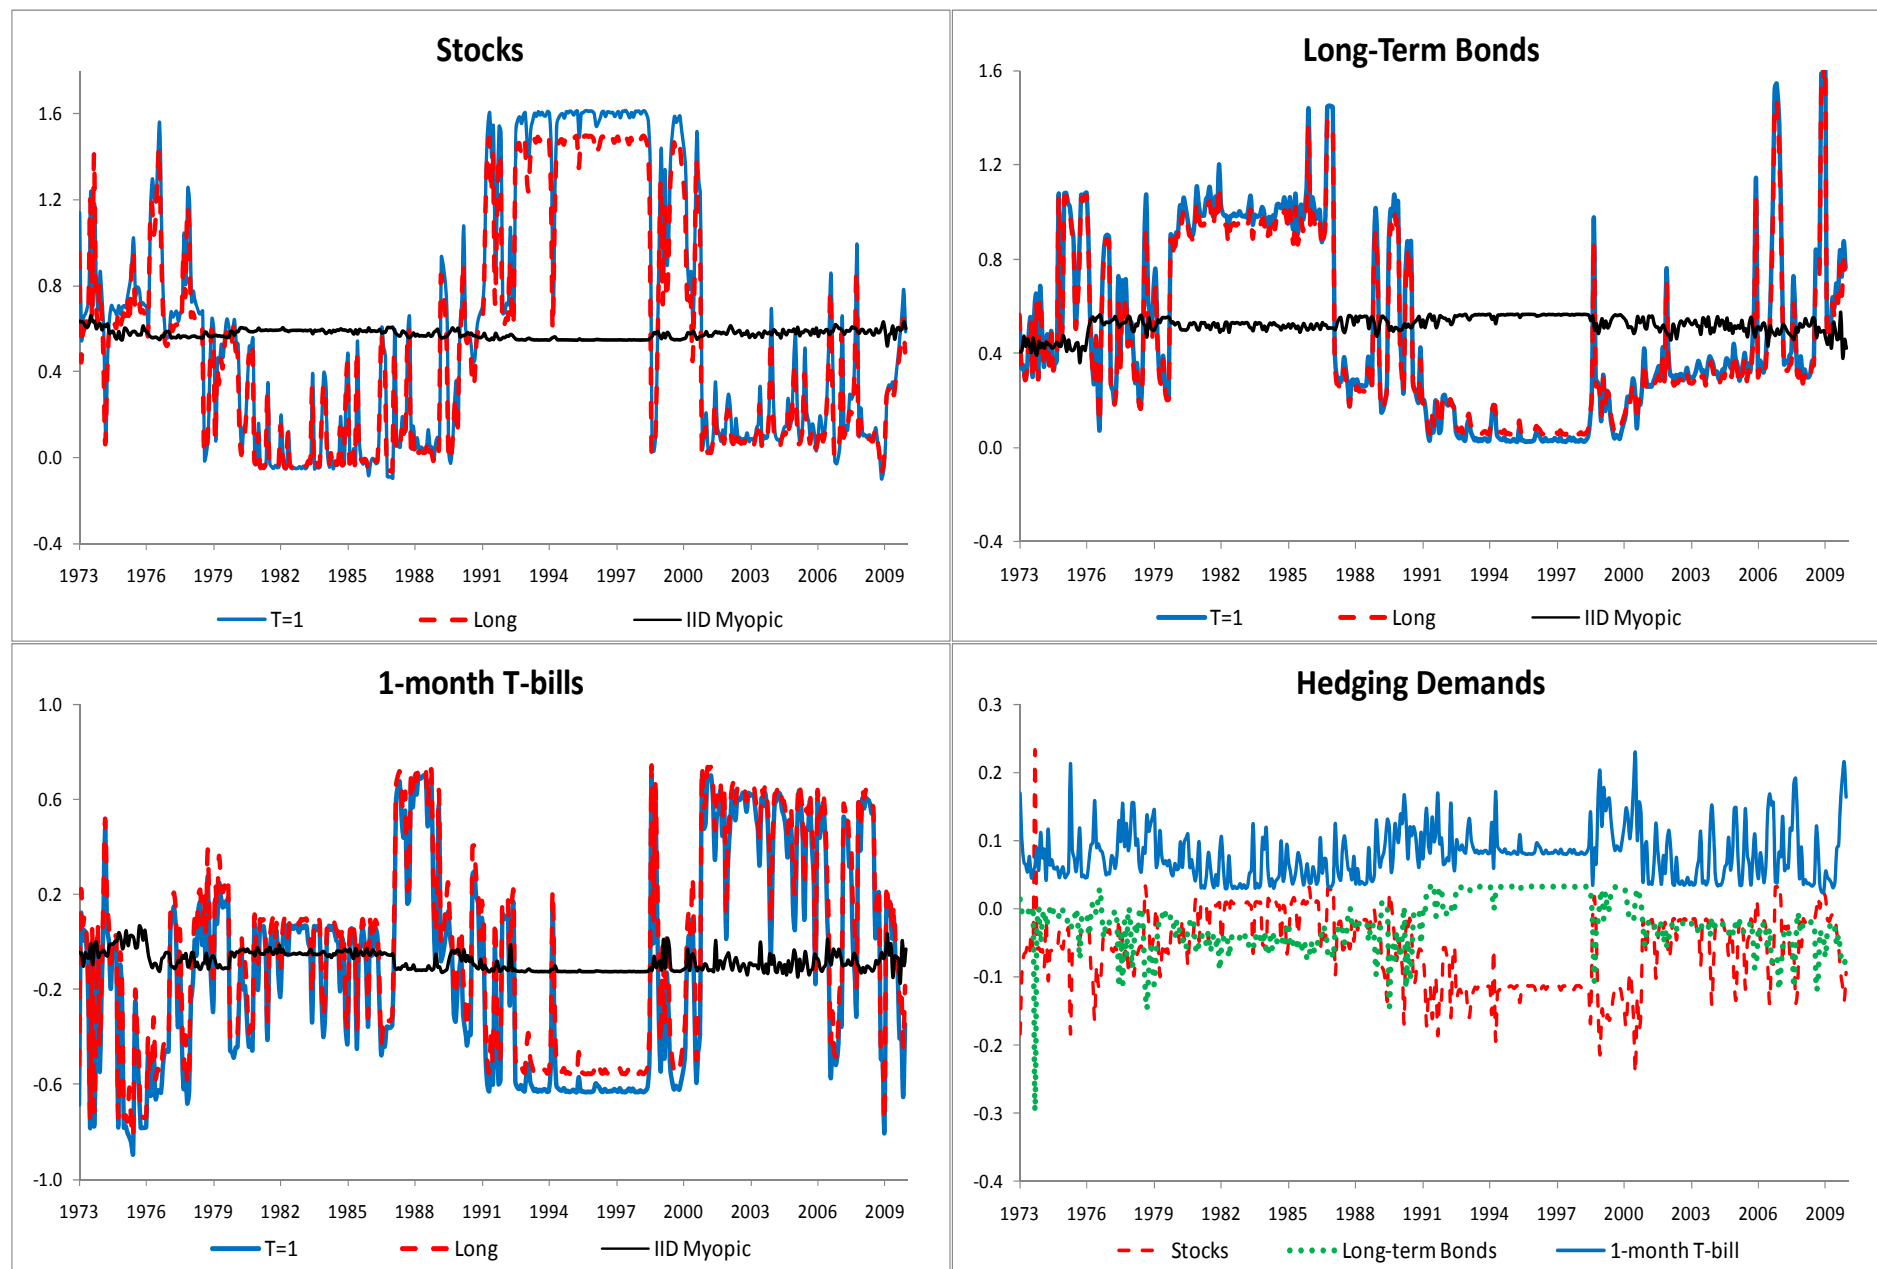 Stocks
1.6
1.2
0.8
0.4
0.0
-0.4
1973 1976 1979 1982 1985 1988 1991 1994 1997 2000 2003 2006 2009
T=1 Long IID Myopic
Long-Term Bonds
1.6
1.2
0.8
0.4
0.0
-0.4
1973 1976 1979 1982 1985 1988 1991 1994 1997 2000 2003 2006 2009
T=1 Long IID Myopic
1-month T-bills
1.0
0.6
0.2
-0.2
-0.6
-1.0
1973 1976 1979 1982 1985 1988 1991 1994 1997 2000 2003 2006 2009
T=1 Long IID Myopic
Hedging Demands
0.3
0.2
0.1
0.0
-0.1
-0.2
-0.3
-0.4
1973 1976 1979 1982 1985 1988 1991 1994 1997 2000 2003 2006 2009
Stocks Long-term Bonds 1-month T-bill